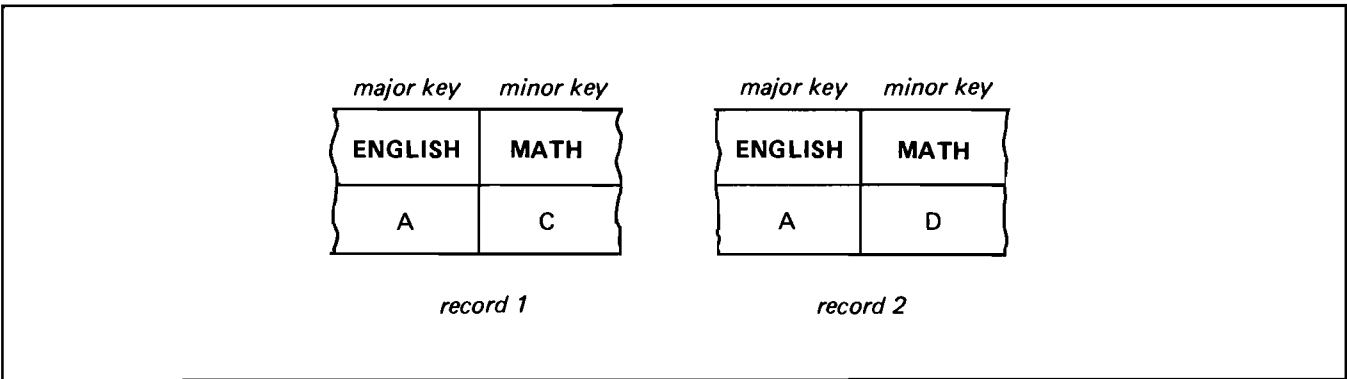 major key minor key major key minor key
ENGLISH MATH ENGLISH MATH
A C A D
record 1 record 2